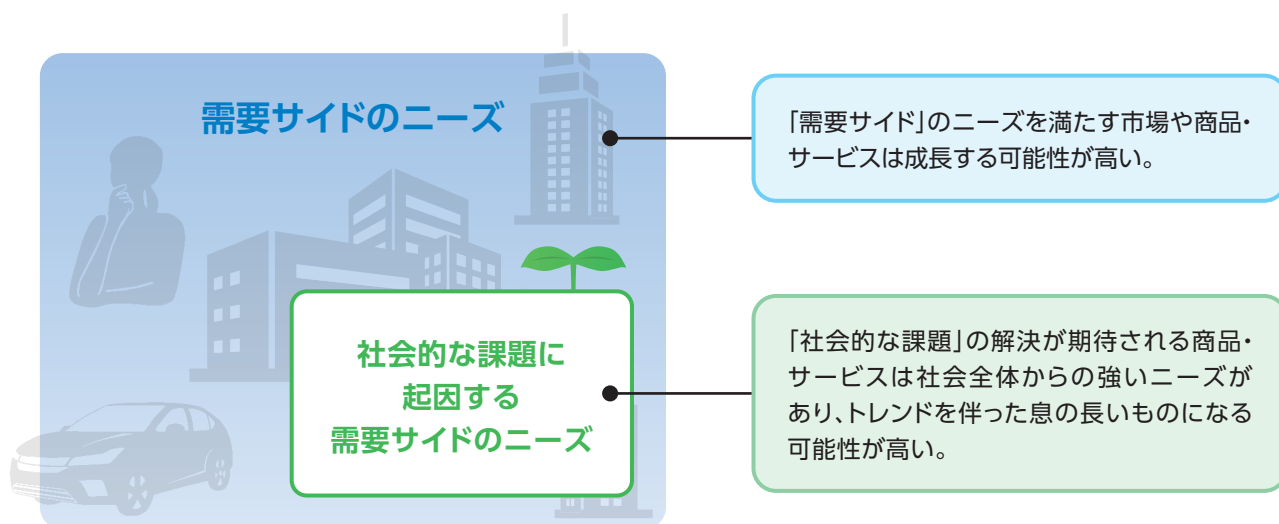 需要サイドのニーズ
「需要サイド」のニーズを満たす市場や商品・
サービスは成長する可能性が高い。
社会的な課題に
起因する
需要サイドのニーズ
「社会的な課題」の解決が期待される商品・
サービスは社会全体からの強いニーズが
あり、トレンドを伴った息の長いものになる
可能性が高い。